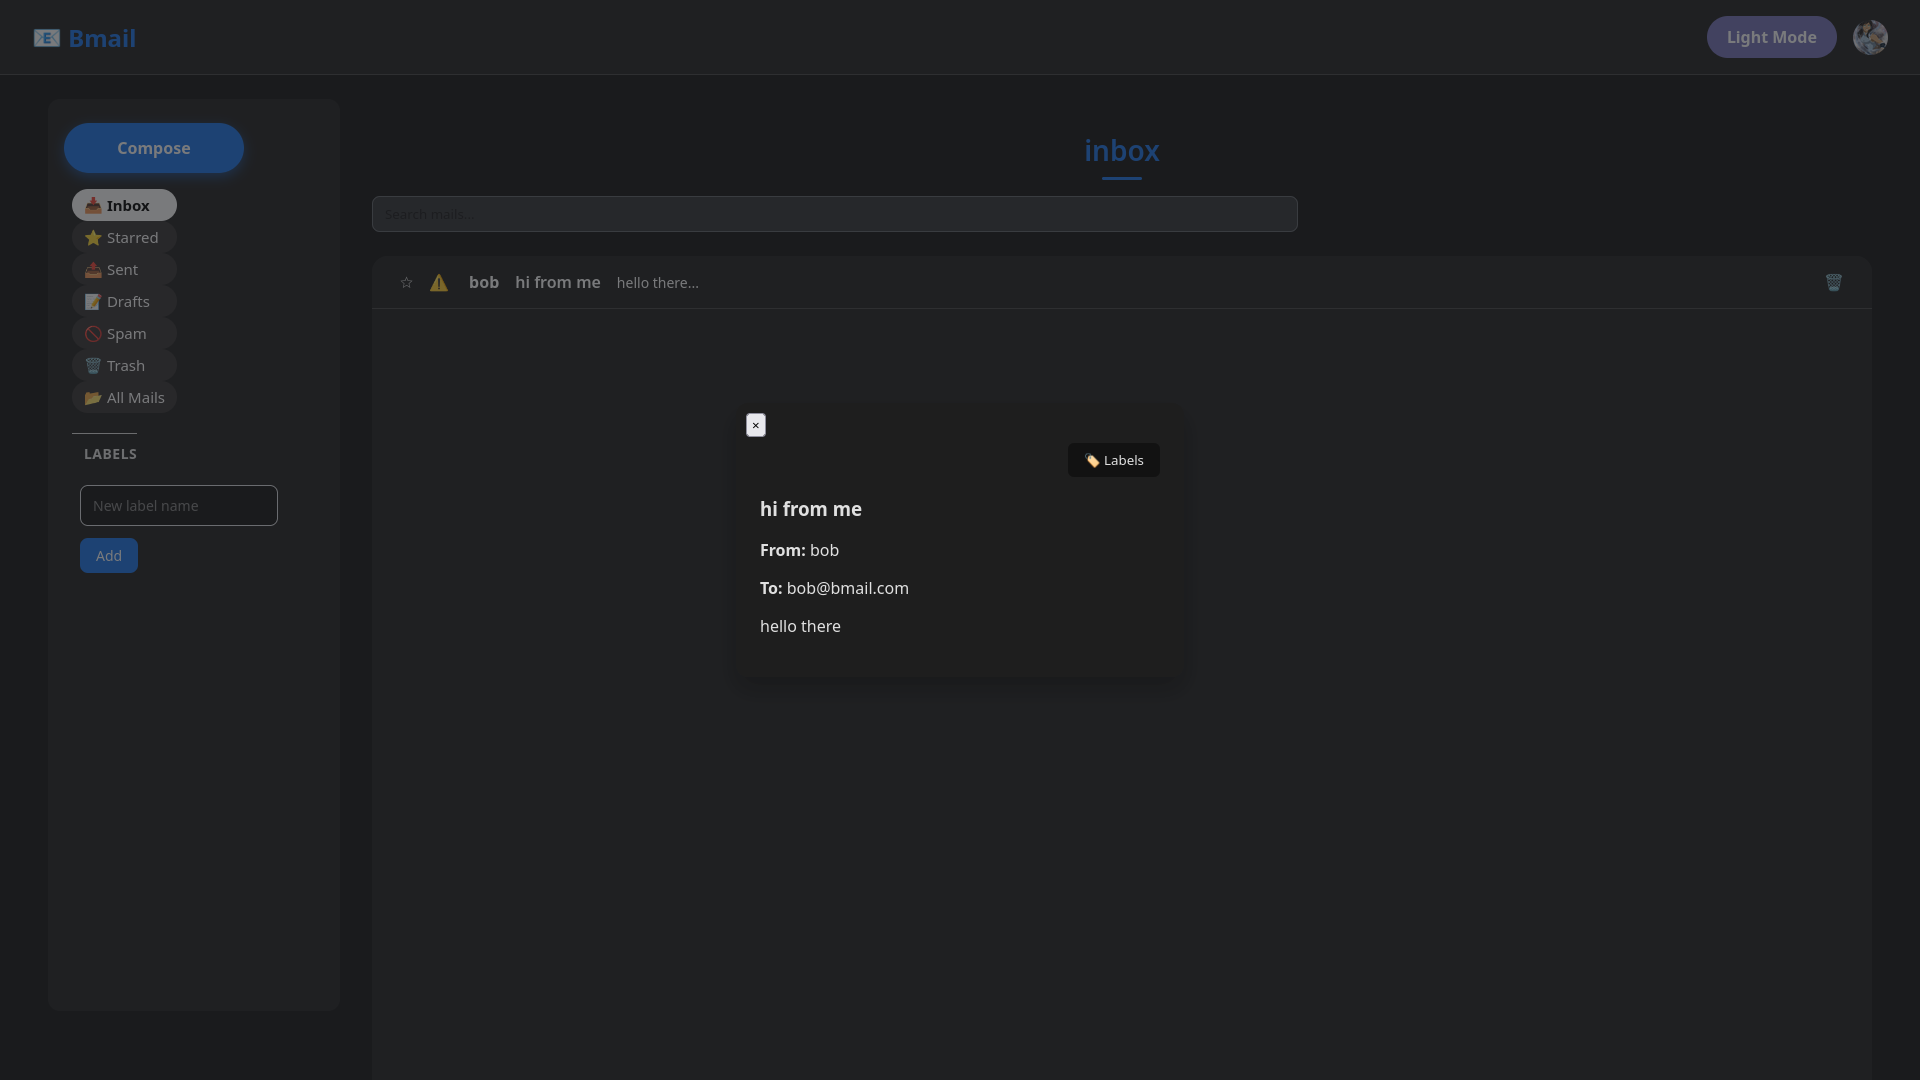 Bmail
Light Mode
Compose
inbox
Inbox
Search mails...
Starred
Sent
bob hi from me hello there...
Drafts
Spam
Trash
All Mails
×
LABELS
Labels
New label name
hi from me
Add
From: bob
To: bob@bmail.com
hello there